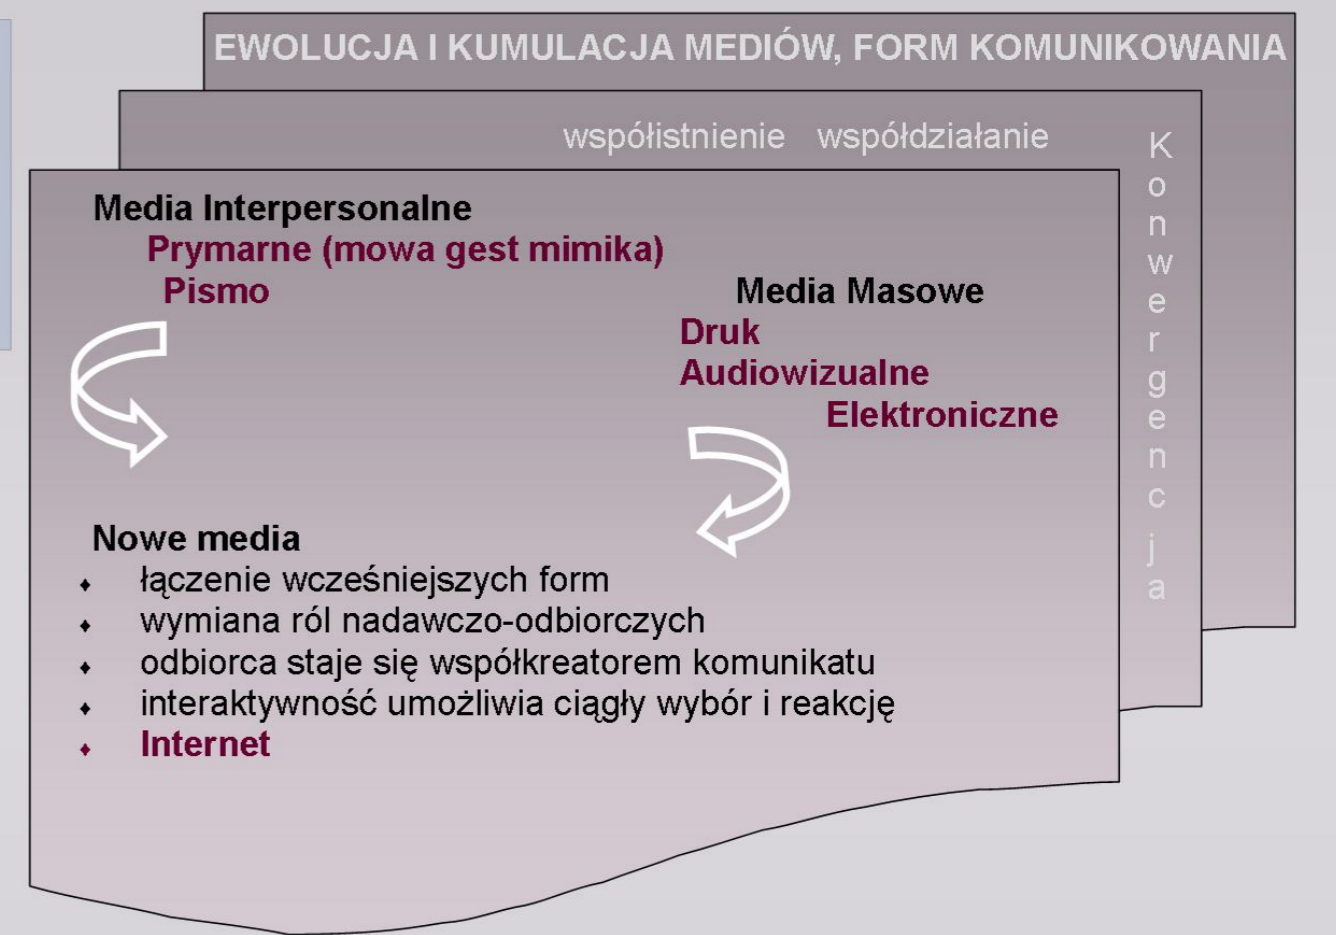 EWOLUCJA I KUMULACJA MEDIÓW, FORM KOMUNIKOWANIA
współistnienie współdziałanie
Konwergencja
Media Interpersonalne
Prymarne (mowa gest mimika)
Pismo
Media Masowe
Druk
Audiowizualne
Elektroniczne
Nowe media
łączenie wcześniejszych form
wymiana ról nadawczo-odbiorczych
odbiorca staje się współkreatorem komunikatu
interaktywność umożliwia ciągły wybór i reakcję
Internet